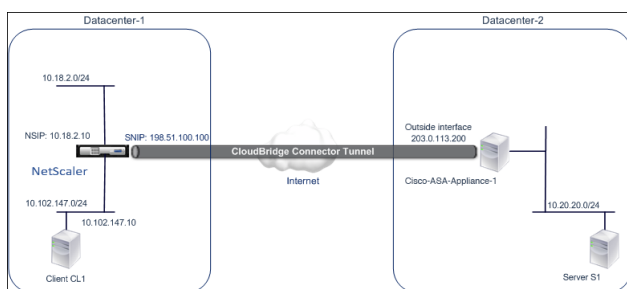 Datacenter-1
Datacenter-2
10.18.2.0/24
NSIP: 10.18.2.10
SNIP: 198.51.100.100
Outside interface
203.0.113.200
CloudBridge Connector Tunnel
NetScaler
Internet
Cisco-ASA-Appliance-1
10.102.147.0/24
10.102.147.10
10.20.20.0/24
Client CL1
Server S1